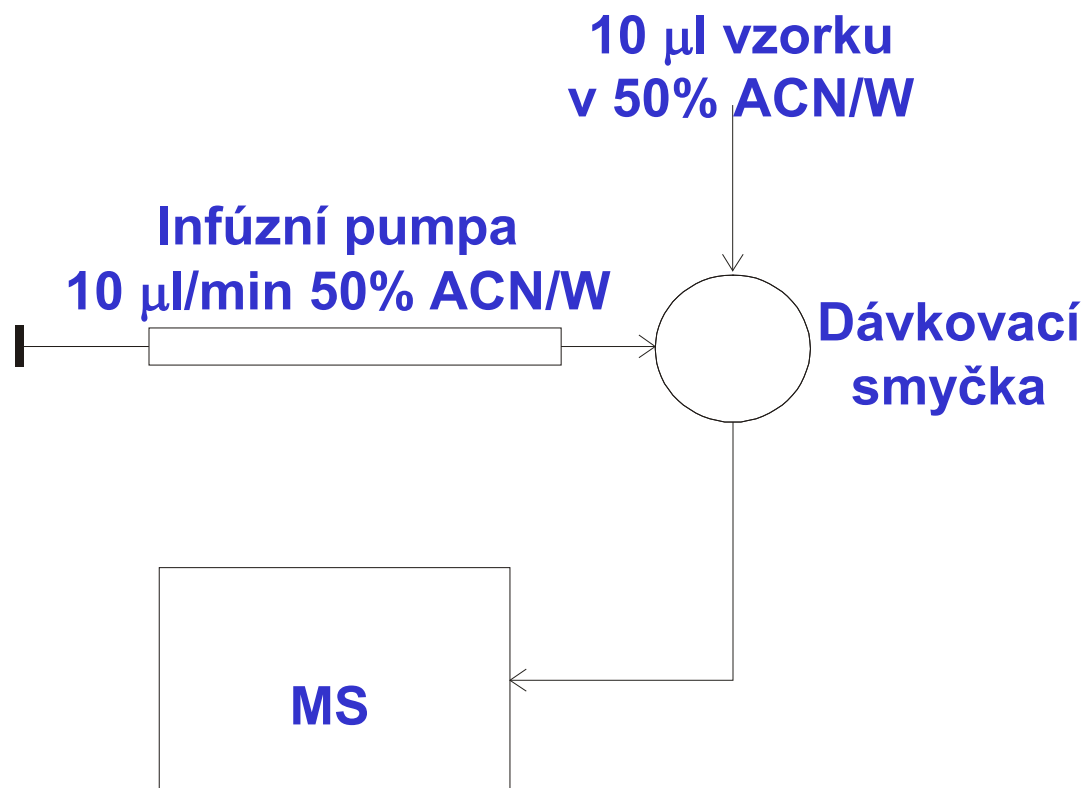 10 μl vzorku
v 50% ACN/W
Infúzní pumpa
10 μl/min 50% ACN/W
Dávkovací
smyčka
MS